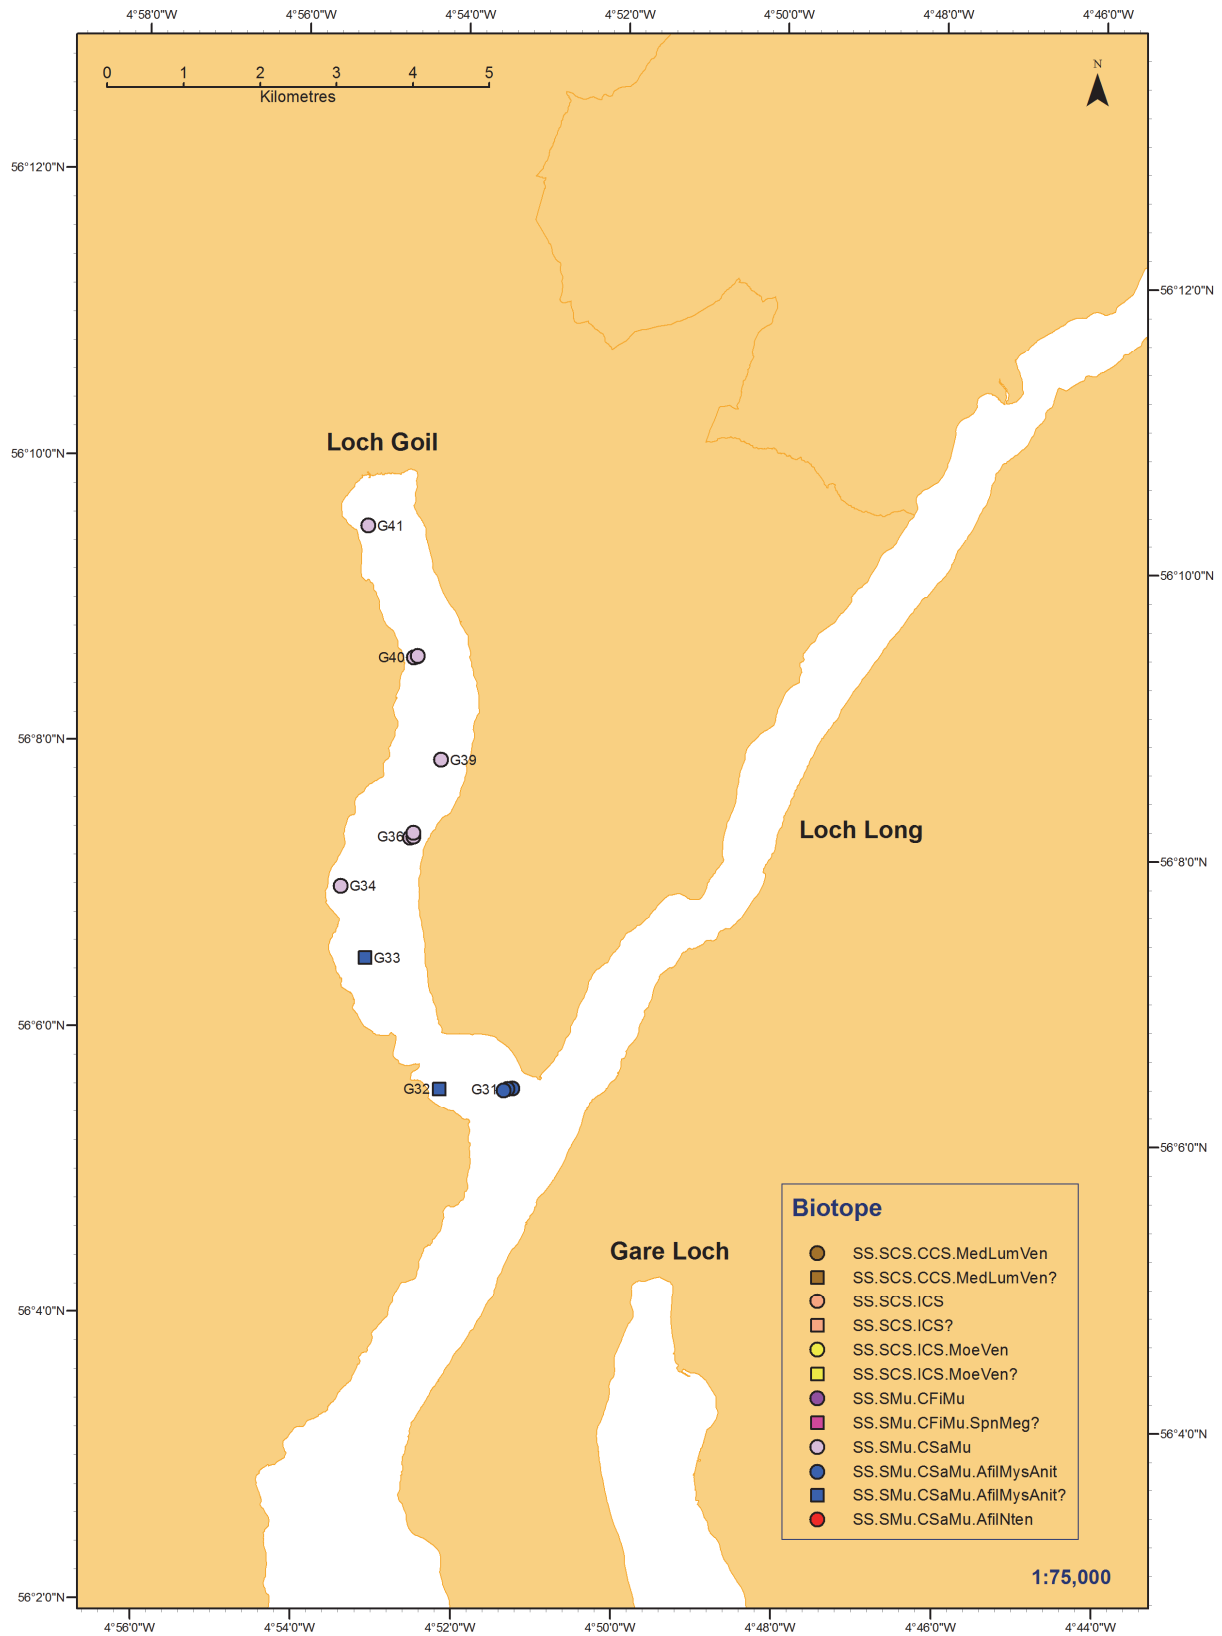 4°58'0"W 4°56'0"W 4°54'0"W 4°52'0"W 4°50'0"W 4°48'0"W 4°46'0"W
0 1 2 3 4 5
Kilometres
N
56°12'0"N
56°12'0"N
Loch Goil
56°10'0"N
G41
56°10'0"N
G40
56°8'0"N
G39
Loch Long
G36
56°8'0"N
G34
G33
56°6'0"N
G32
G31
56°6'0"N
Gare Loch
56°4'0"N
56°4'0"N
56°2'0"N
Biotope
SS.SCS.CCS.MedLumVen
SS.SCS.CCS.MedLumVen?
SS.SCS.ICS
SS.SCS.ICS?
SS.SCS.ICS.MoeVen
SS.SCS.ICS.MoeVen?
SS.SMu.CFiMu
SS.SMu.CFiMu.SpnMeg?
SS.SMu.CSaMu
SS.SMu.CSaMu.AfilMysAnit
SS.SMu.CSaMu.AfilMysAnit?
SS.SMu.CSaMu.AfilNten
1:75,000
4°56'0"W 4°54'0"W 4°52'0"W 4°50'0"W 4°48'0"W 4°46'0"W 4°44'0"W